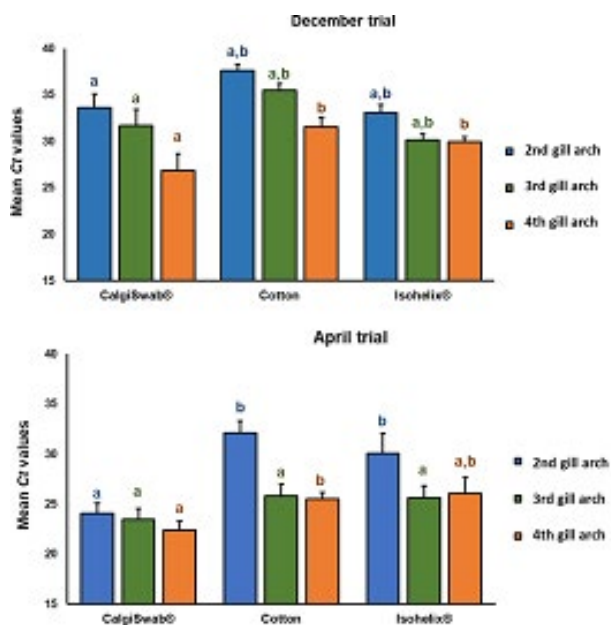 December trial
Mean Ct values
40
35
30
25
20
15
a
a
a
a,b
a,b
b
a,b
a,b
b
CalgiSwab®
Cotton
Isohelix®
2nd gill arch
3rd gill arch
4th gill arch
April trial
Mean Ct values
40
35
30
25
20
15
a
a
a
b
a
b
b
a
a,b
CalgiSwab®
Cotton
Isohelix®
2nd gill arch
3rd gill arch
4th gill arch